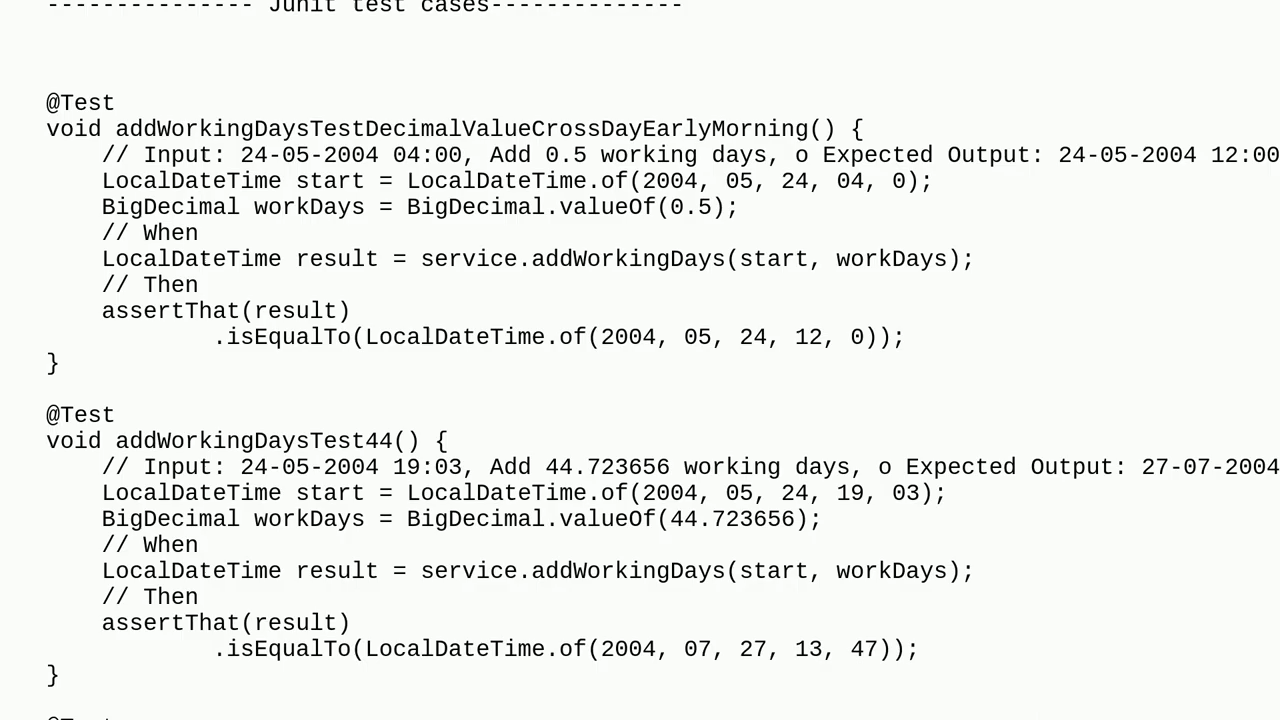 --------------- Junit test cases--------------
@Test
void addWorkingDaysTestDecimalValueCrossDayEarlyMorning() {
// Input: 24-05-2004 04:00, Add 0.5 working days, o Expected Output: 24-05-2004 12:00
LocalDateTime start = LocalDateTime.of(2004, 05, 24, 04, 0);
BigDecimal workDays = BigDecimal.valueOf(0.5);
// When
LocalDateTime result = service.addWorkingDays(start, workDays);
// Then
assertThat(result)
.isEqualTo(LocalDateTime.of(2004, 05, 24, 12, 0));
}
@Test
void addWorkingDaysTest44() {
// Input: 24-05-2004 19:03, Add 44.723656 working days, o Expected Output: 27-07-2004
LocalDateTime start = LocalDateTime.of(2004, 05, 24, 19, 03);
BigDecimal workDays = BigDecimal.valueOf(44.723656);
// When
LocalDateTime result = service.addWorkingDays(start, workDays);
// Then
assertThat(result)
.isEqualTo(LocalDateTime.of(2004, 07, 27, 13, 47));
}